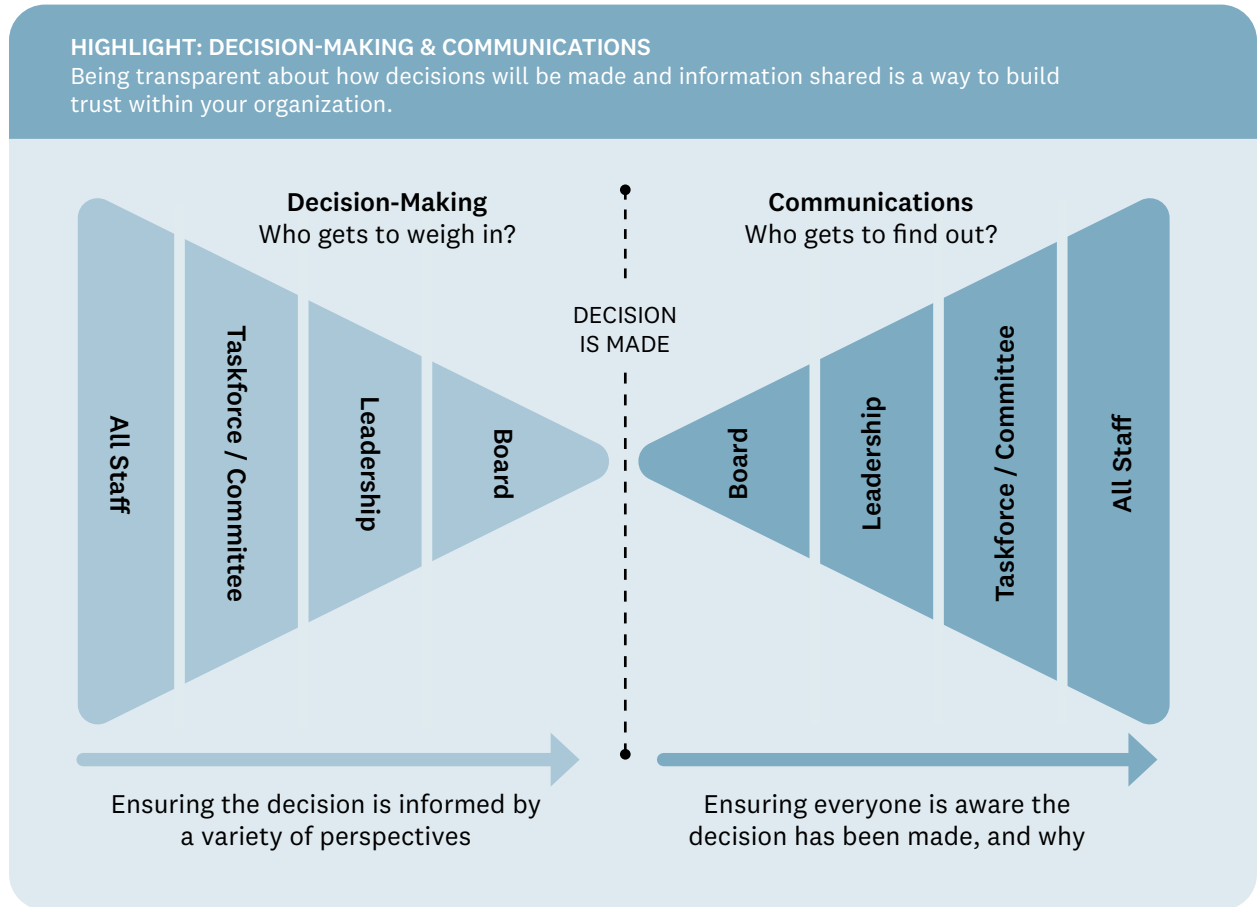 HIGHLIGHT: DECISION-MAKING & COMMUNICATIONS
Being transparent about how decisions will be made and information shared is a way to build
trust within your organization.
Decision-Making
Who gets to weigh in?
Communications
Who gets to find out?
DECISION
IS MADE
All Staff
Taskforce / Committee
Leadership
Board
Board
Leadership
Taskforce / Committee
All Staff
Ensuring the decision is informed by
a variety of perspectives
Ensuring everyone is aware the
decision has been made, and why